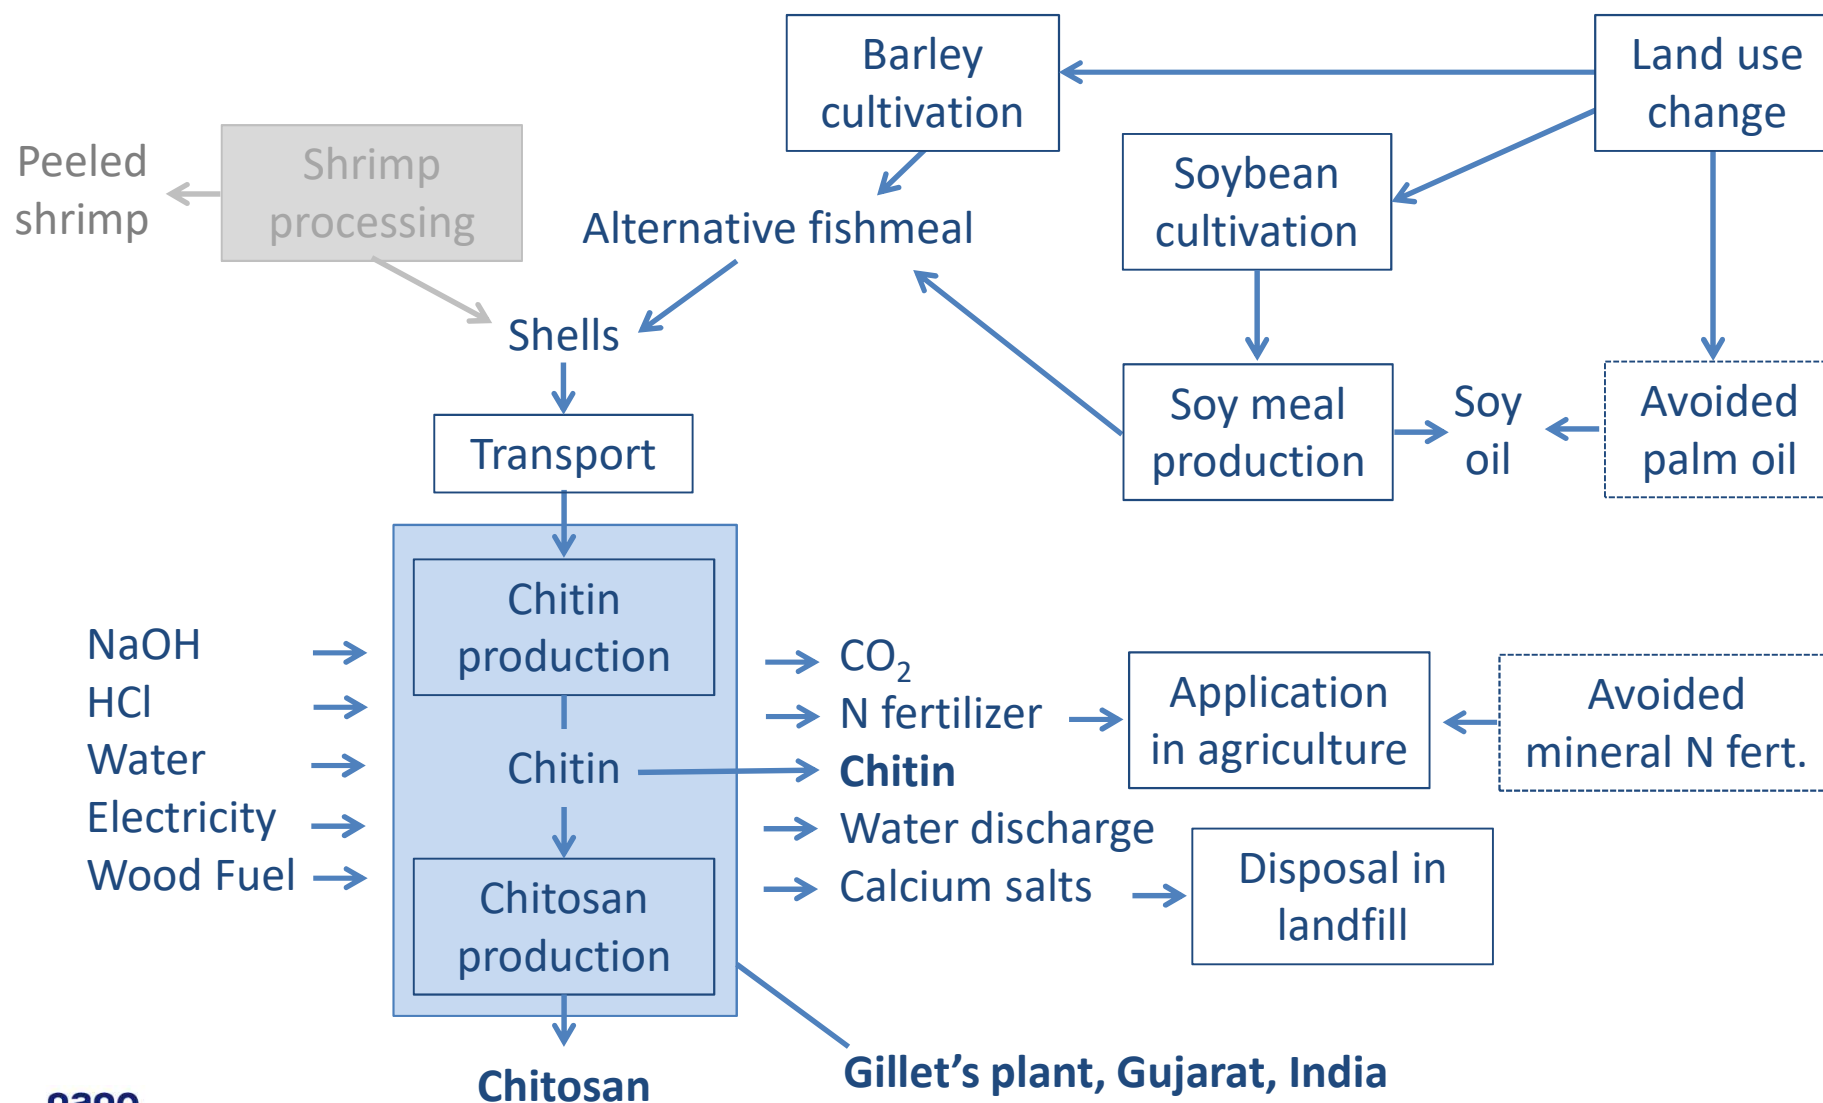 Barley
cultivation
Land use
change
Peeled
shrimp
Shrimp
processing
Soybean
cultivation
Alternative fishmeal
Shells
Soy meal
production
Soy
oil
Avoided
palm oil
Transport
Chitin
production
NaOH
HCl
Water
Electricity
Wood Fuel
Chitin
CO₂
N fertilizer
Chitin
Water discharge
Calcium salts
Application
in agriculture
Avoided
mineral N fert.
Disposal in
landfill
Chitosan
production
Chitosan
Gillet’s plant, Gujarat, India